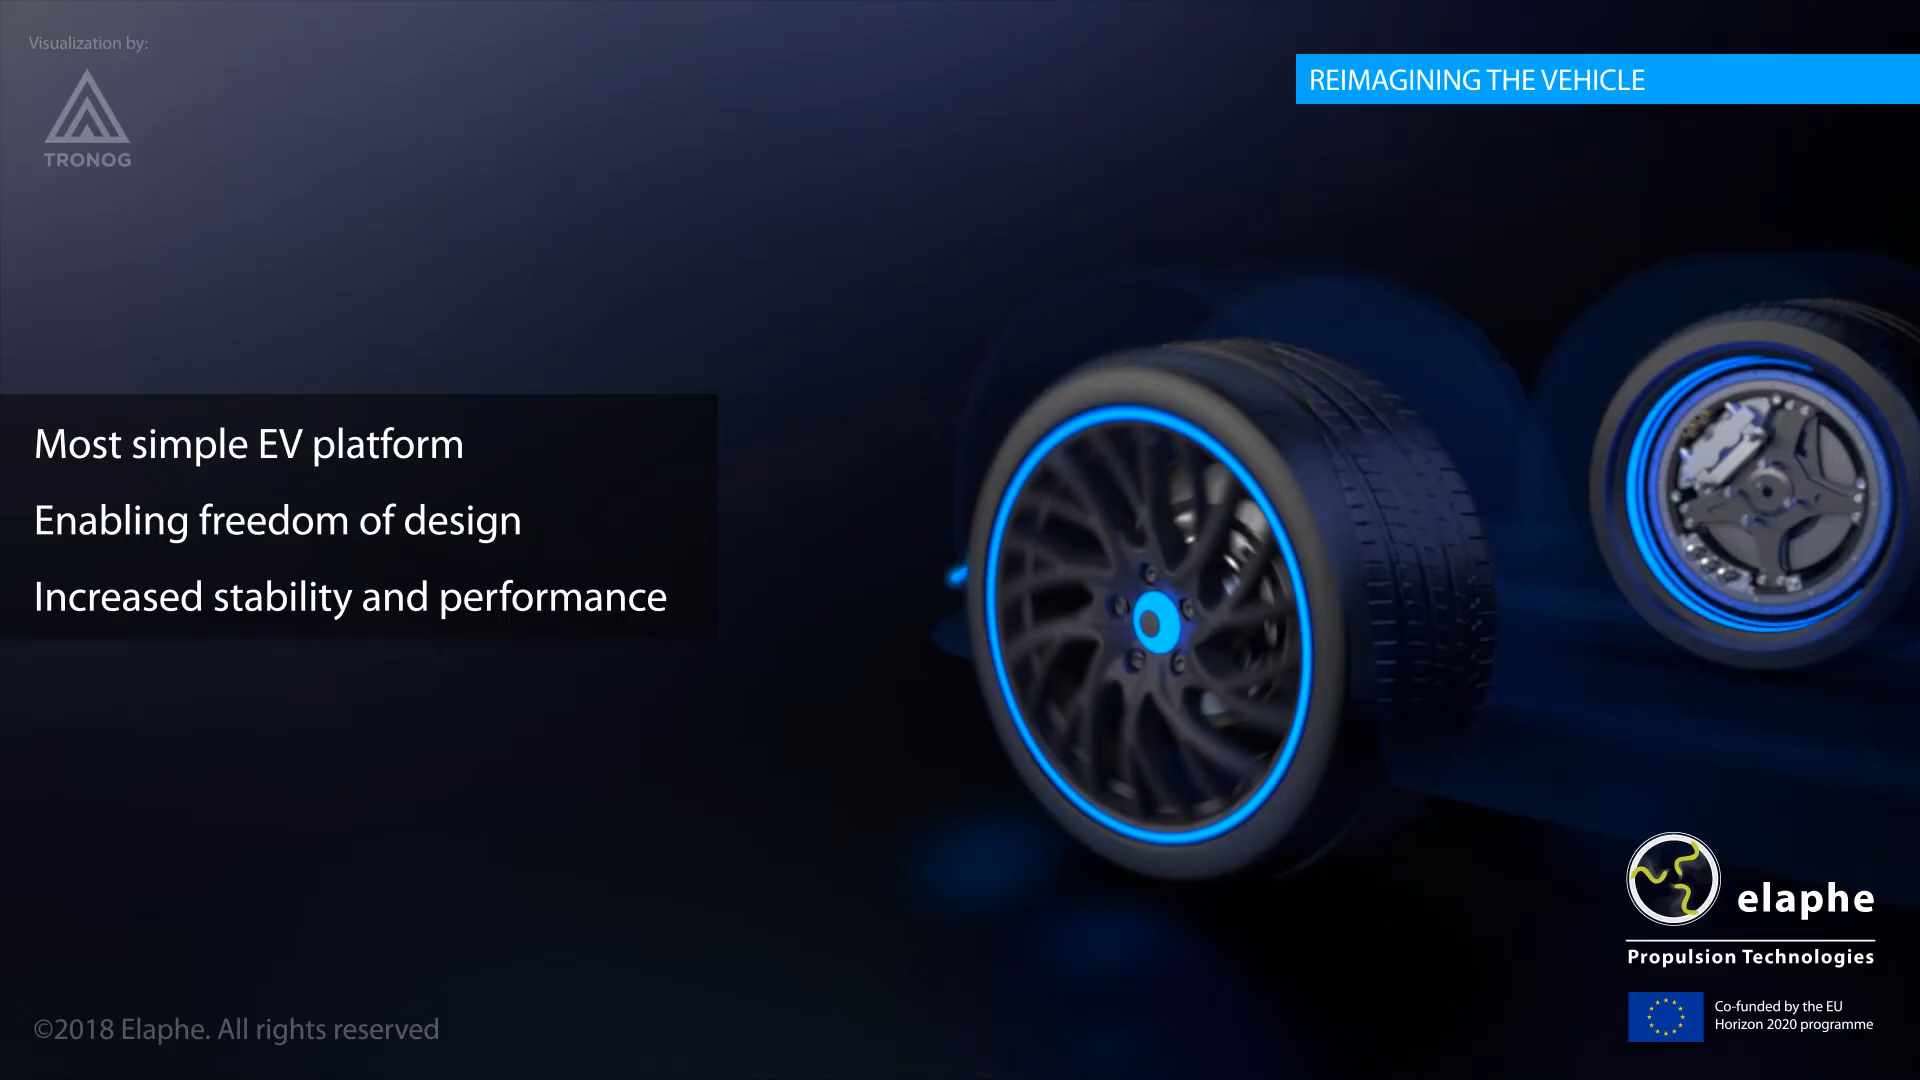 Visualization by:
TRONOG
REIMAGINING THE VEHICLE
Most simple EV platform
Enabling freedom of design
Increased stability and performance
elaphe
Propulsion Technologies
Co-funded by the EU
Horizon 2020 programme
©2018 Elaphe. All rights reserved